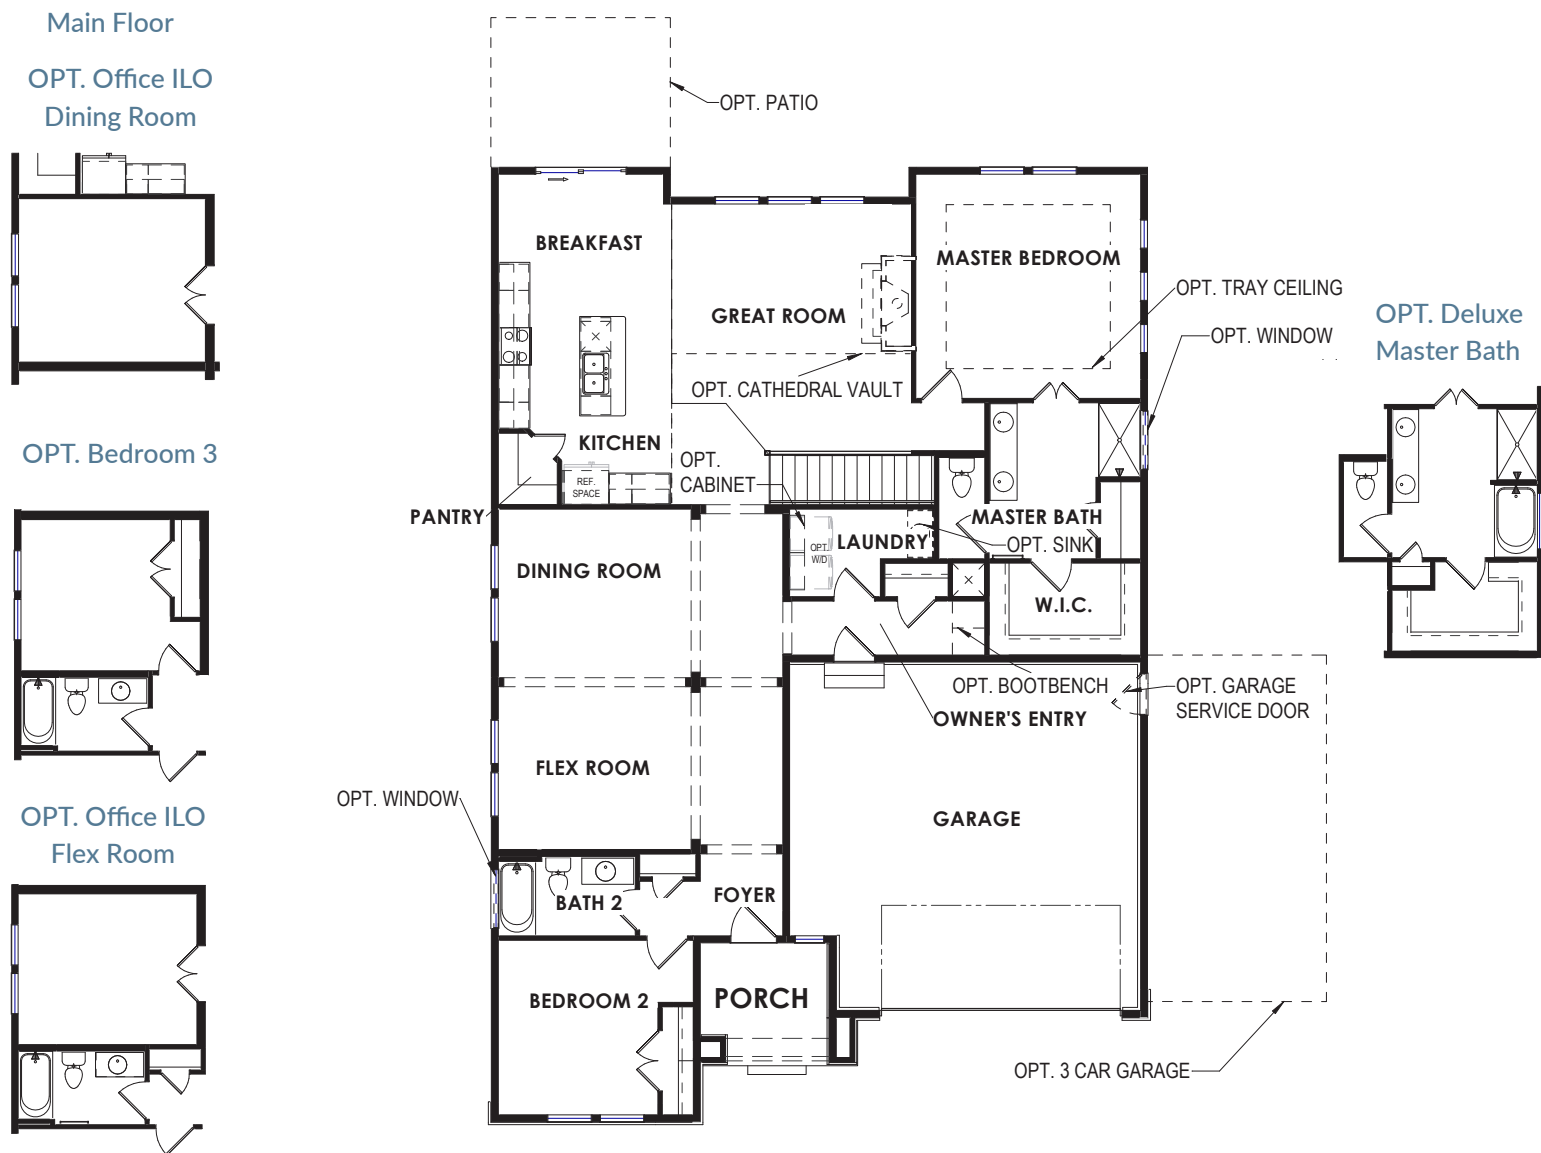 Main Floor
OPT. Office ILO
Dining Room
OPT. Bedroom 3
OPT. Office ILO
Flex Room
OPT. PATIO
BREAKFAST
MASTER BEDROOM
OPT. TRAY CEILING
GREAT ROOM
OPT. WINDOW
OPT. CATHEDRAL VAULT
KITCHEN
OPT.
CABINET
REF.
SPACE
PANTRY
MASTER BATH
LAUNDRY
OPT. SINK
OPT.
W/D
DINING ROOM
W.I.C.
OPT. BOOTBENCH
OPT. GARAGE
SERVICE DOOR
OWNER'S ENTRY
FLEX ROOM
OPT. WINDOW
GARAGE
BATH 2
FOYER
BEDROOM 2
PORCH
OPT. 3 CAR GARAGE
OPT. Deluxe
Master Bath